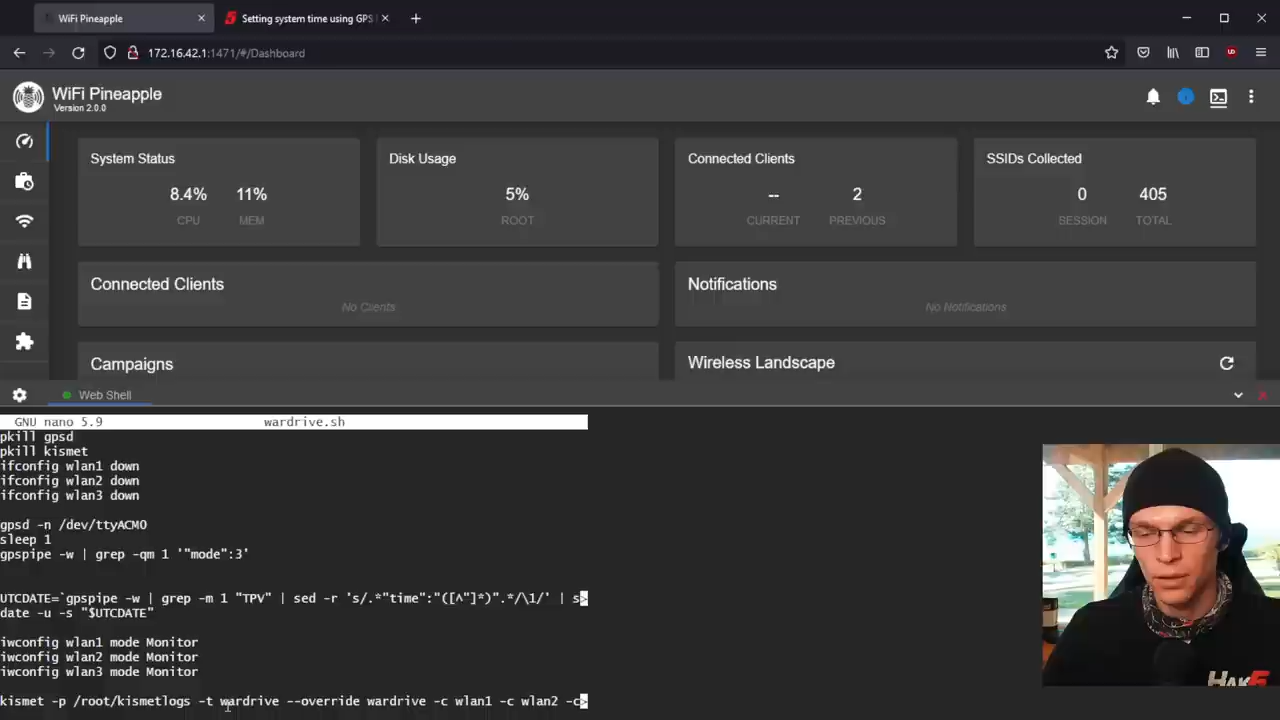 WiFi Pineapple
Setting system time using GPS
172.16.42.1:1471/#/Dashboard
WiFi Pineapple
Version 2.0.0
System Status
8.4% 11%
CPU MEM
Disk Usage
5%
ROOT
Connected Clients
-- 2
CURRENT PREVIOUS
SSIDs Collected
0 405
SESSION TOTAL
Connected Clients
No Clients
Notifications
No Notifications
Campaigns
Wireless Landscape
Web Shell
GNU nano 5.9 wardrive.sh
pkill gpsd
pkill kismet
ifconfig wlan1 down
ifconfig wlan2 down
ifconfig wlan3 down
gpsd -n /dev/ttyACM0
sleep 1
gpspipe -w | grep -qm 1 '"mode":3'
UTCDATE=`gpspipe -w | grep -m 1 "TPV" | sed -r 's/.*"time":"([^"]*)".*/\1/' | s>
date -u -s "$UTCDATE"
iwconfig wlan1 mode Monitor
iwconfig wlan2 mode Monitor
iwconfig wlan3 mode Monitor
kismet -p /root/kismetlogs -t wardrive --override wardrive -c wlan1 -c wlan2 -c>
HAK5